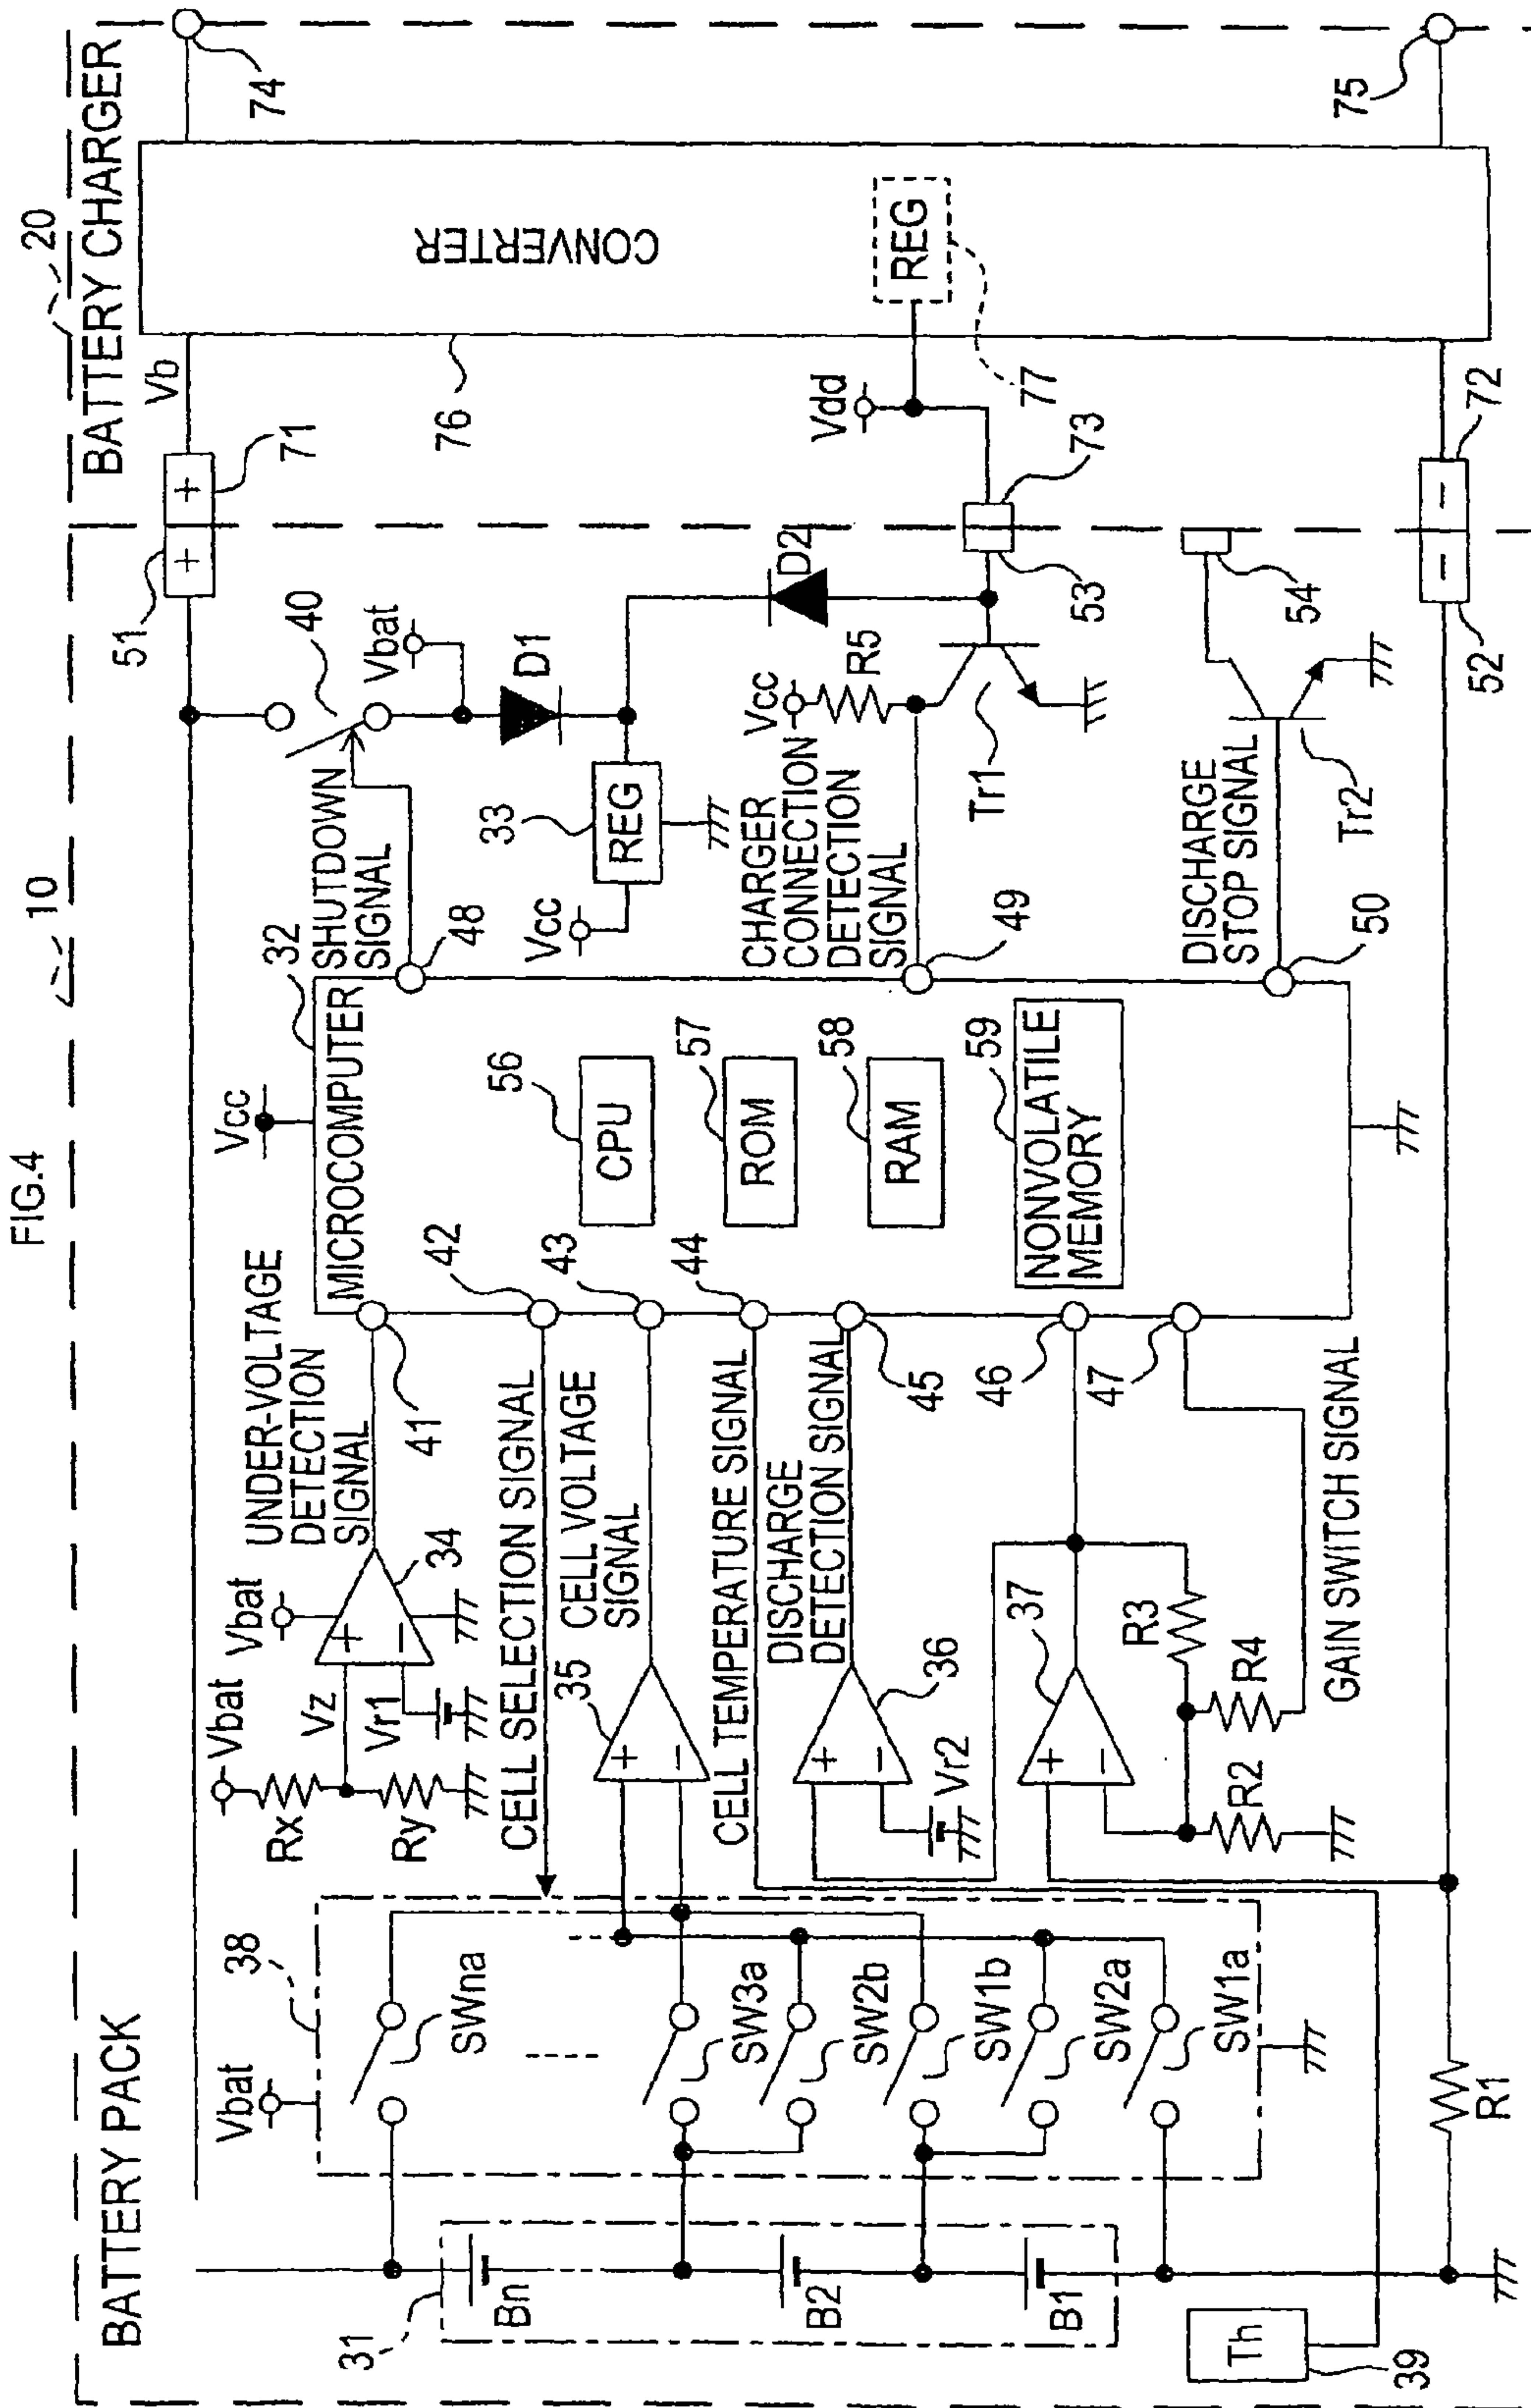 FIG.4
10
20
BATTERY PACK
BATTERY CHARGER
31
Bn
B2
B1
Th
39
R1
38
Vbat
SWna
SW3a
SW2b
SW1b
SW2a
SW1a
Vbat
Rx
Ry
Vz
Vr1
Vbat
+
−
34
UNDER-VOLTAGE
DETECTION
SIGNAL
41
CELL SELECTION SIGNAL
42
35
+
−
CELL VOLTAGE
SIGNAL
43
CELL TEMPERATURE SIGNAL
44
DISCHARGE
DETECTION SIGNAL
45
+
−
36
Vr2
37
+
−
46
47
R3
R2
R4
GAIN SWITCH SIGNAL
Vcc
32
MICROCOMPUTER
56
CPU
57
ROM
58
RAM
59
NONVOLATILE
MEMORY
SHUTDOWN
SIGNAL
48
40
Vbat
D1
33
REG
Vcc
CHARGER
CONNECTION
DETECTION
SIGNAL
49
Vcc
R5
Tr1
D2
53
73
DISCHARGE
STOP SIGNAL
50
Tr2
54
51
+
+
71
Vb
52
−
−
72
Vdd
76
CONVERTER
REG
77
74
75